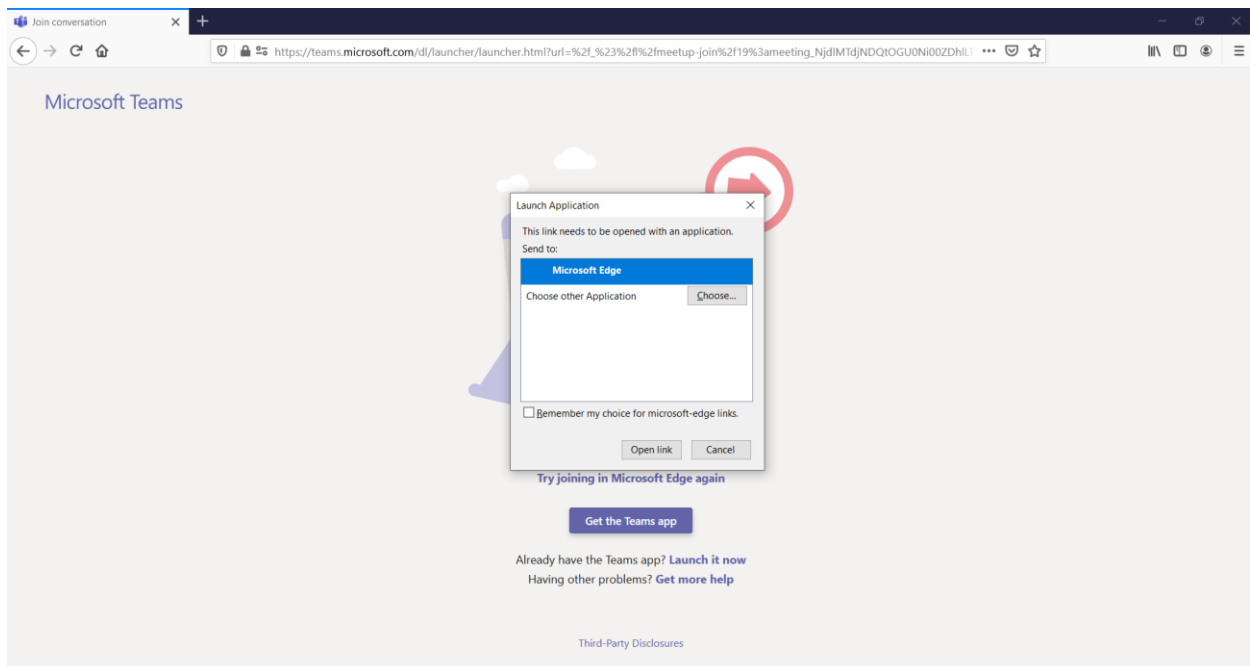 Join conversation
https://teams.microsoft.com/dl/launcher/launcher.html?url=%2f_%23%2fl%2fmeetup-join%2f19%3ameeting_NjdlMTdjNDQtOGU0Ni00ZDhlL
Microsoft Teams
Launch Application
This link needs to be opened with an application.
Send to:
Microsoft Edge
Choose other Application
Choose...
Remember my choice for microsoft-edge links.
Open link Cancel
Try joining in Microsoft Edge again
Get the Teams app
Already have the Teams app? Launch it now
Having other problems? Get more help
Third-Party Disclosures